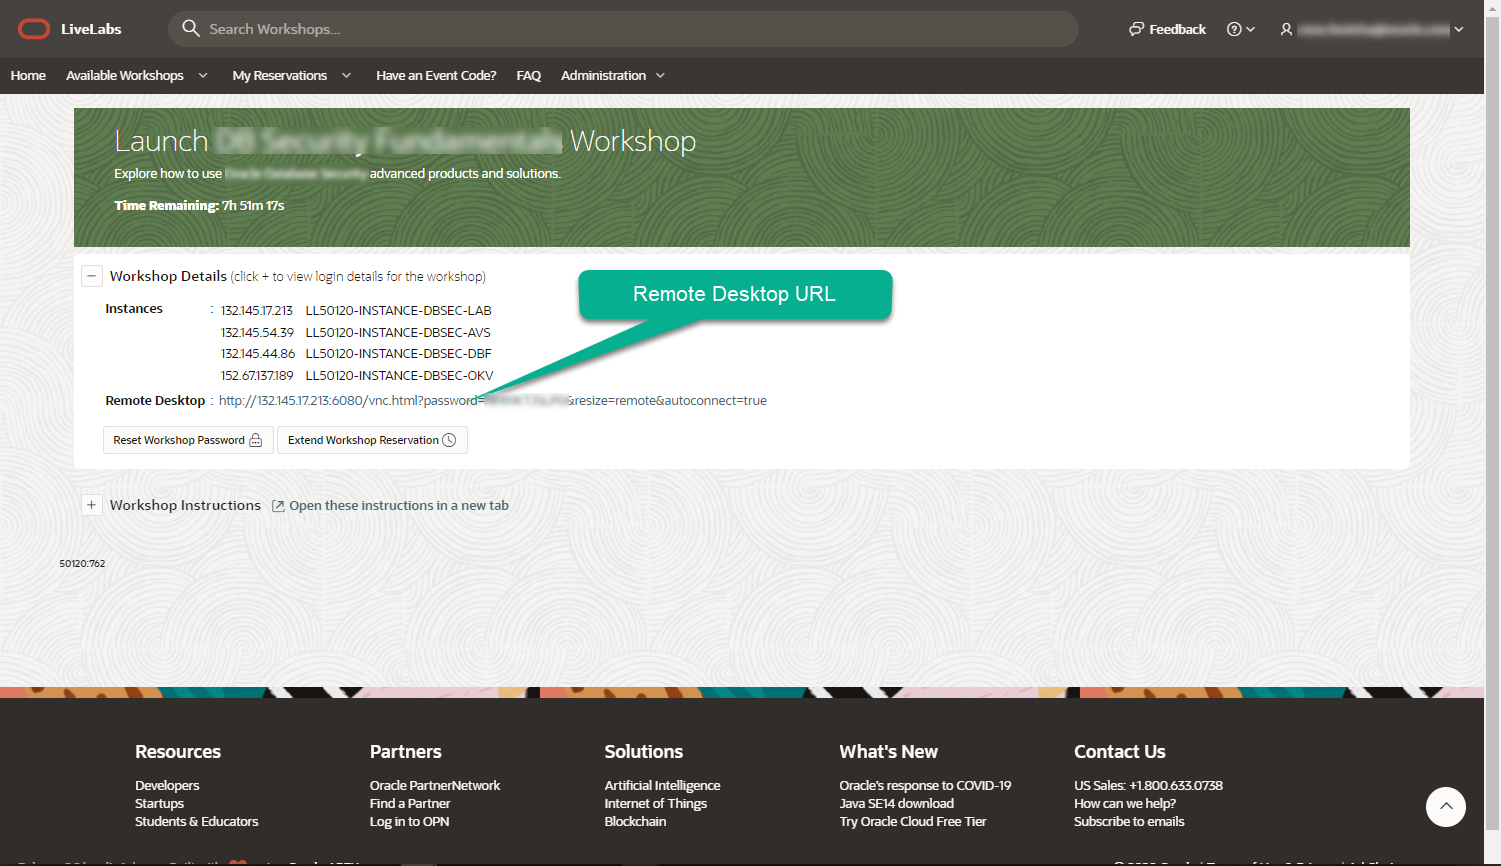 LiveLabs
Search Workshops...
Feedback
Home
Available Workshops
My Reservations
Have an Event Code?
FAQ
Administration
Launch DB Security Fundamentals Workshop
Explore how to use Oracle Database Security advanced products and solutions.
Time Remaining: 7h 51m 17s
Workshop Details (click + to view login details for the workshop)
Remote Desktop URL
Instances : 132.145.17.213 LL50120-INSTANCE-DBSEC-LAB
132.145.54.39 LL50120-INSTANCE-DBSEC-AVS
132.145.44.86 LL50120-INSTANCE-DBSEC-DBF
152.67.137.189 LL50120-INSTANCE-DBSEC-OKV
Remote Desktop : http://132.145.17.213:6080/vnc.html?password= &resize=remote&autoconnect=true
Reset Workshop Password
Extend Workshop Reservation
Workshop Instructions
Open these instructions in a new tab
50120:762
Resources
Developers
Startups
Students & Educators
Partners
Oracle PartnerNetwork
Find a Partner
Log in to OPN
Solutions
Artificial Intelligence
Internet of Things
Blockchain
What's New
Oracle's response to COVID-19
Java SE14 download
Try Oracle Cloud Free Tier
Contact Us
US Sales: +1.800.633.0738
How can we help?
Subscribe to emails